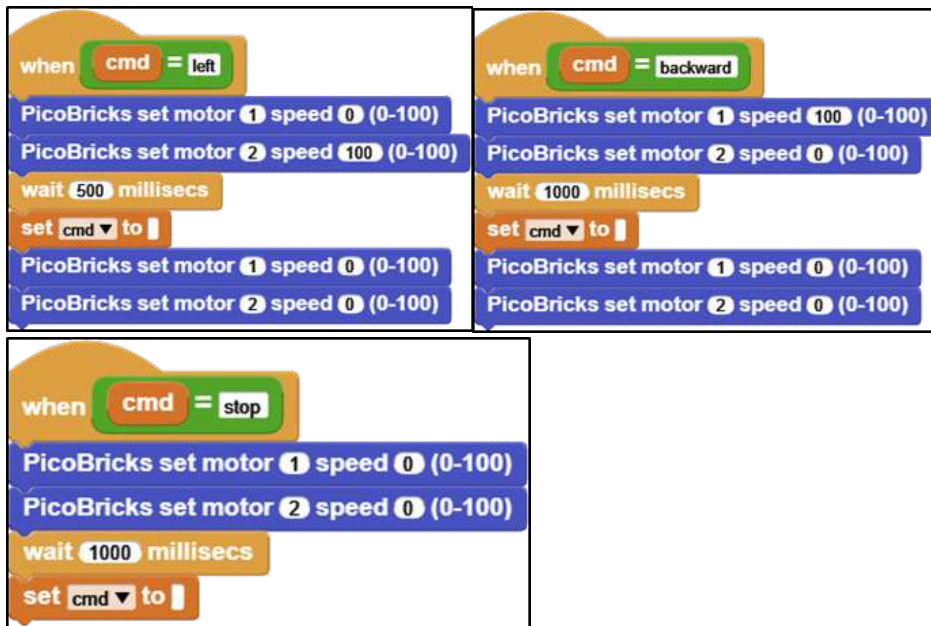 when cmd = left
PicoBricks set motor 1 speed 0 (0-100)
PicoBricks set motor 2 speed 100 (0-100)
wait 500 millisecs
set cmd ▼ to
PicoBricks set motor 1 speed 0 (0-100)
PicoBricks set motor 2 speed 0 (0-100)
when cmd = backward
PicoBricks set motor 1 speed 100 (0-100)
PicoBricks set motor 2 speed 0 (0-100)
wait 1000 millisecs
set cmd ▼ to
PicoBricks set motor 1 speed 0 (0-100)
PicoBricks set motor 2 speed 0 (0-100)
when cmd = stop
PicoBricks set motor 1 speed 0 (0-100)
PicoBricks set motor 2 speed 0 (0-100)
wait 1000 millisecs
set cmd ▼ to